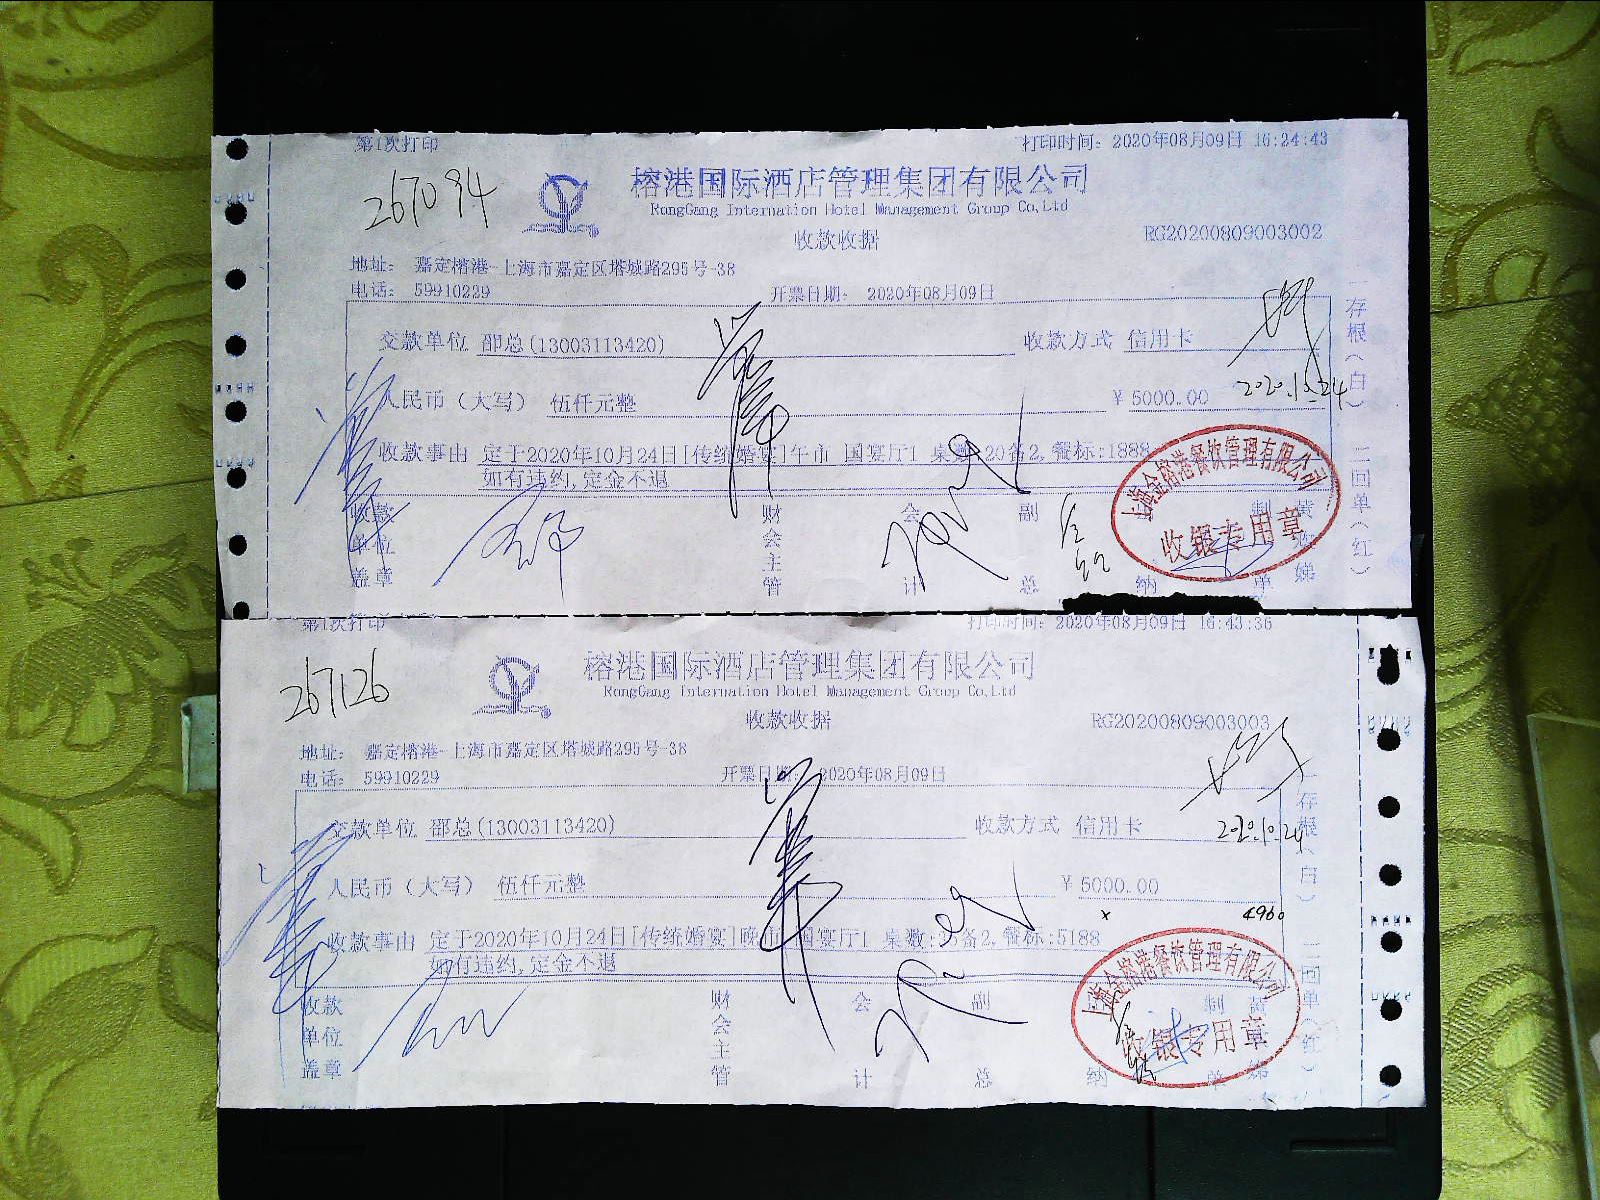 第1次打印 打印时间: 2020年08月09日 16:24:43
267094
榕港国际酒店管理集团有限公司
RongGang Internation Hotel Management Group Co,Ltd
收款收据 RG20200809003002
地址: 嘉定榕港-上海市嘉定区塔城路295号-38
电话: 59910229 开票日期: 2020年08月09日
交款单位 邵总(13003113420) 收款方式 信用卡
人民币（大写） 伍仟元整 ¥ 5000.00 2020.10.24
收款事由 定于2020年10月24日[传统婚宴]午市 国宴厅1 桌数:20备2,餐标:1888
如有违约,定金不退
收款单位盖章 财会主管 会计 副总 纳 制单
一存根(白) 二回单(红)
上海金榕港餐饮管理有限公司
收银专用章
第1次打印 打印时间: 2020年08月09日 16:43:36
267126
榕港国际酒店管理集团有限公司
RongGang Internation Hotel Management Group Co,Ltd
收款收据 RG20200809003003
地址: 嘉定榕港-上海市嘉定区塔城路295号-38
电话: 59910229 开票日期: 2020年08月09日
交款单位 邵总(13003113420) 收款方式 信用卡
2020.10.24
人民币（大写） 伍仟元整 ¥ 5000.00
x 4960
收款事由 定于2020年10月24日[传统婚宴]晚市 国宴厅1 桌数: 备2,餐标:5188
如有违约,定金不退
收款单位盖章 财会主管 会计 副总 纳 制单
一存根(白) 二回单(红)
上海金榕港餐饮管理有限公司
收银专用章